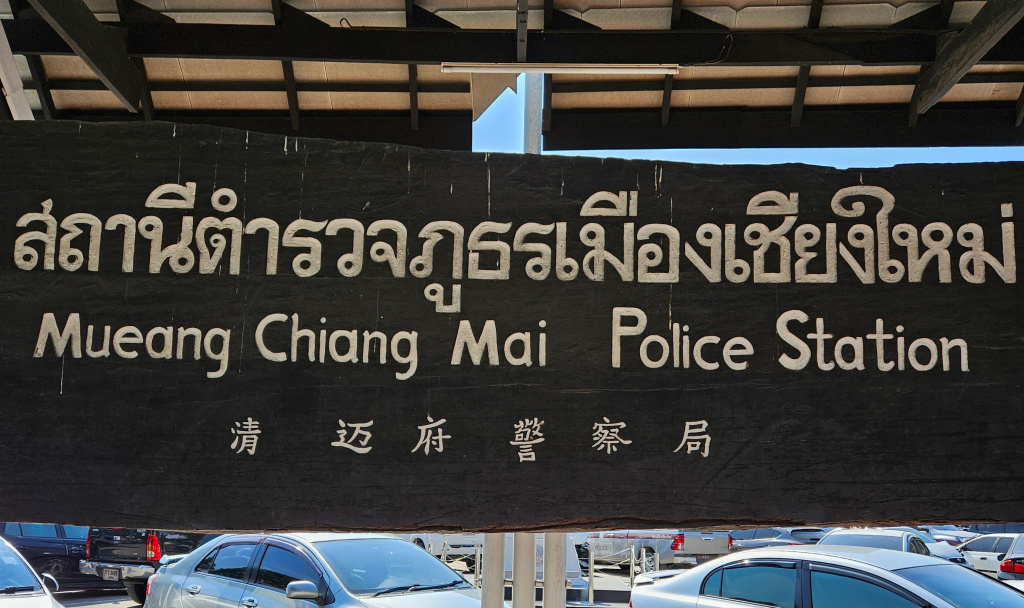 สถานีตำรวจภูธรเมืองเชียงใหม่
Mueang Chiang Mai Police Station
清迈府警察局